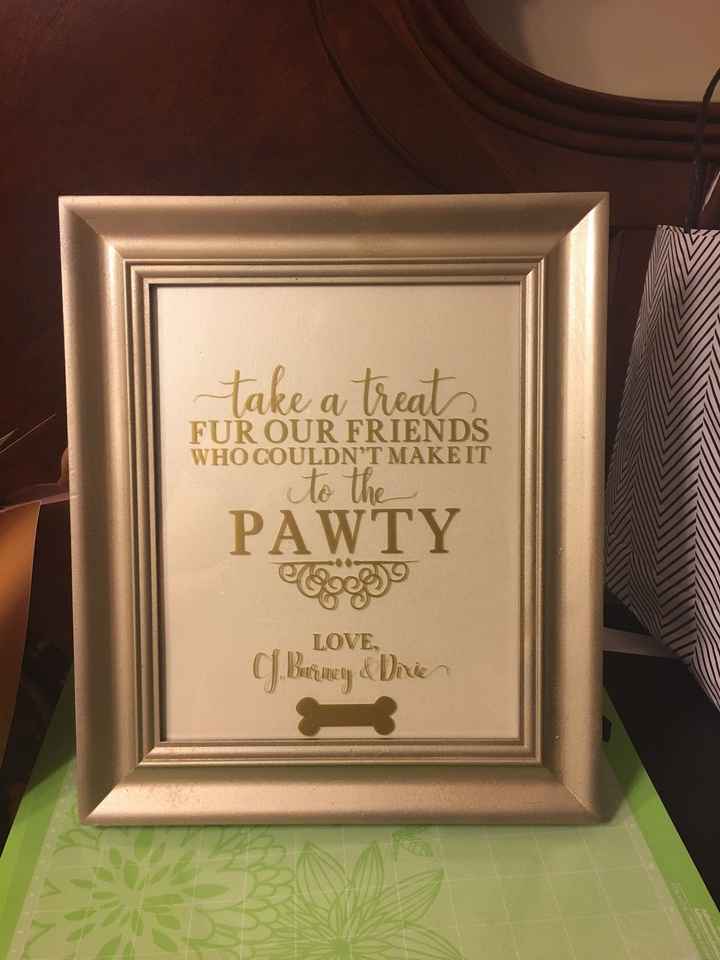 take a treat
FUR OUR FRIENDS
WHO COULDN'T MAKE IT
to the
PAWTY
LOVE,
CJ, Barney & Dixie